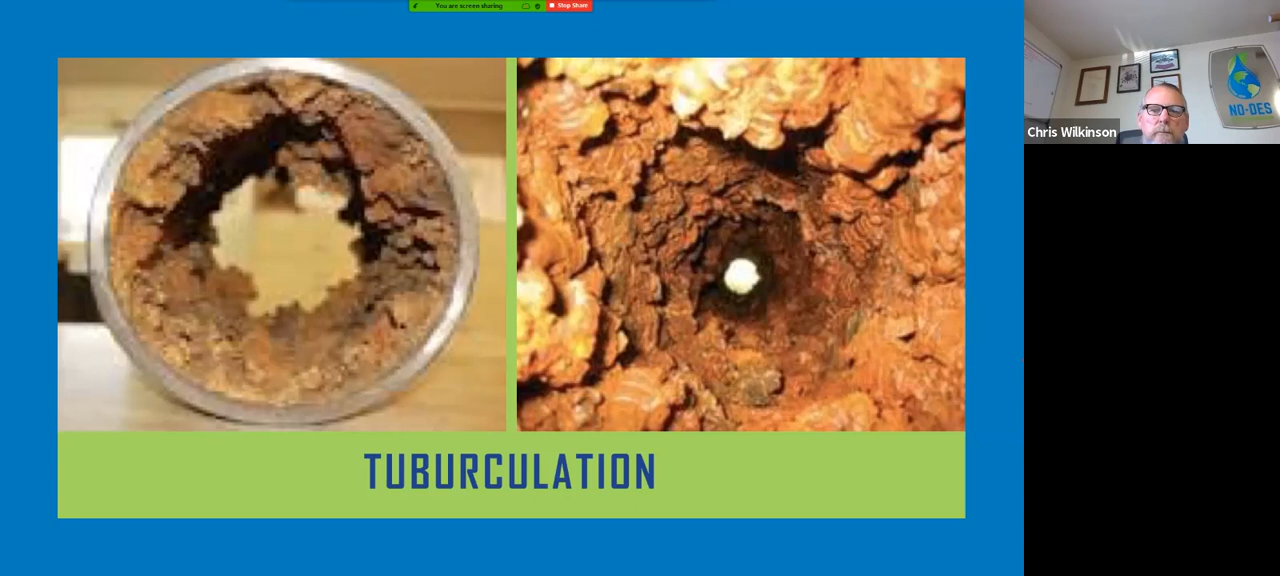 You are screen sharing
Stop Share
Chris Wilkinson
NO-DES
TUBURCULATION